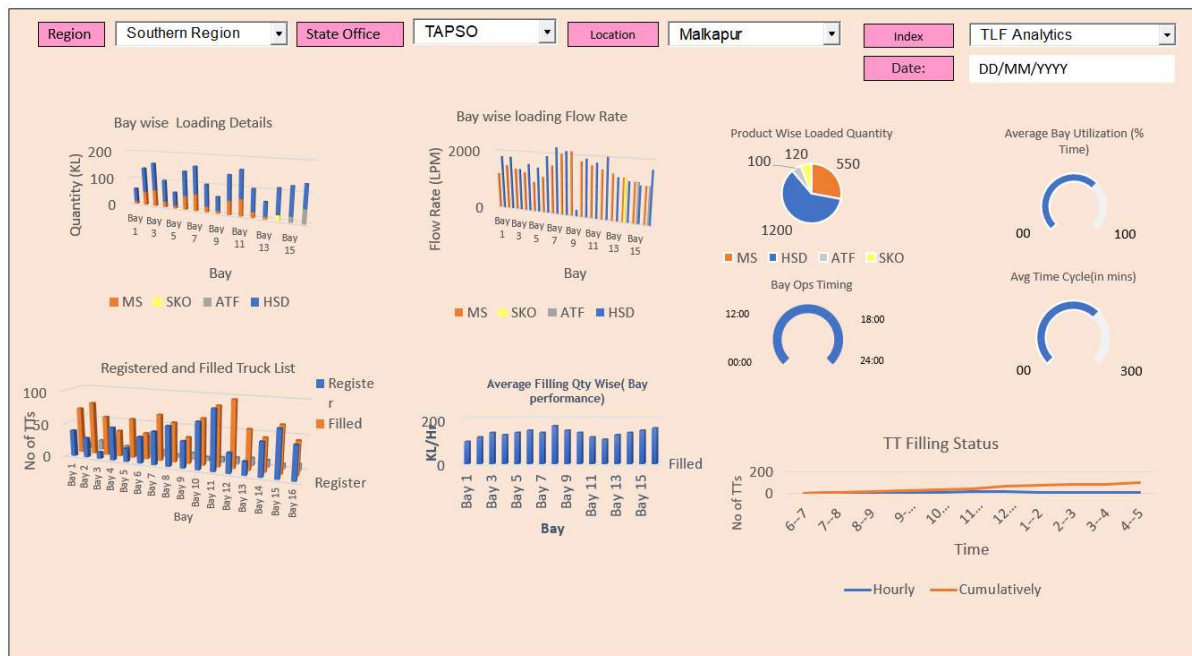 Region
Southern Region
State Office
TAPSO
Location
Malkapur
Index
TLF Analytics
Date:
DD/MM/YYYY
Bay wise Loading Details
Quantity (KL)
200
100
0
Bay 1
Bay 3
Bay 5
Bay 7
Bay 9
Bay 11
Bay 13
Bay 15
Bay
MS
SKO
ATF
HSD
Bay wise loading Flow Rate
Flow Rate (LPM)
2000
0
Bay 1
Bay 3
Bay 5
Bay 7
Bay 9
Bay 11
Bay 13
Bay 15
Bay
MS
SKO
ATF
HSD
Product Wise Loaded Quantity
100
120
550
1200
MS
HSD
ATF
SKO
Average Bay Utilization (%
Time)
00
100
Bay Ops Timing
12:00
18:00
00:00
24:00
Avg Time Cycle(in mins)
00
300
Registered and Filled Truck List
No of TTs
100
50
0
Bay 1
Bay 2
Bay 3
Bay 4
Bay 5
Bay 6
Bay 7
Bay 8
Bay 9
Bay 10
Bay 11
Bay 12
Bay 13
Bay 14
Bay 15
Bay 16
Bay
Registe
r
Filled
Register
Average Filling Qty Wise( Bay
performance)
KL/Hr
200
0
Bay 1
Bay 3
Bay 5
Bay 7
Bay 9
Bay 11
Bay 13
Bay 15
Filled
Bay
TT Filling Status
No of TTs
200
0
6--7
7--8
8--9
9-...
10...
11...
12...
1--2
2--3
3--4
4--5
Time
Hourly
Cumulatively